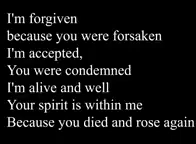 I'm forgiven
because you were forsaken
I'm accepted,
You were condemned
I'm alive and well
Your spirit is within me
Because you died and rose again